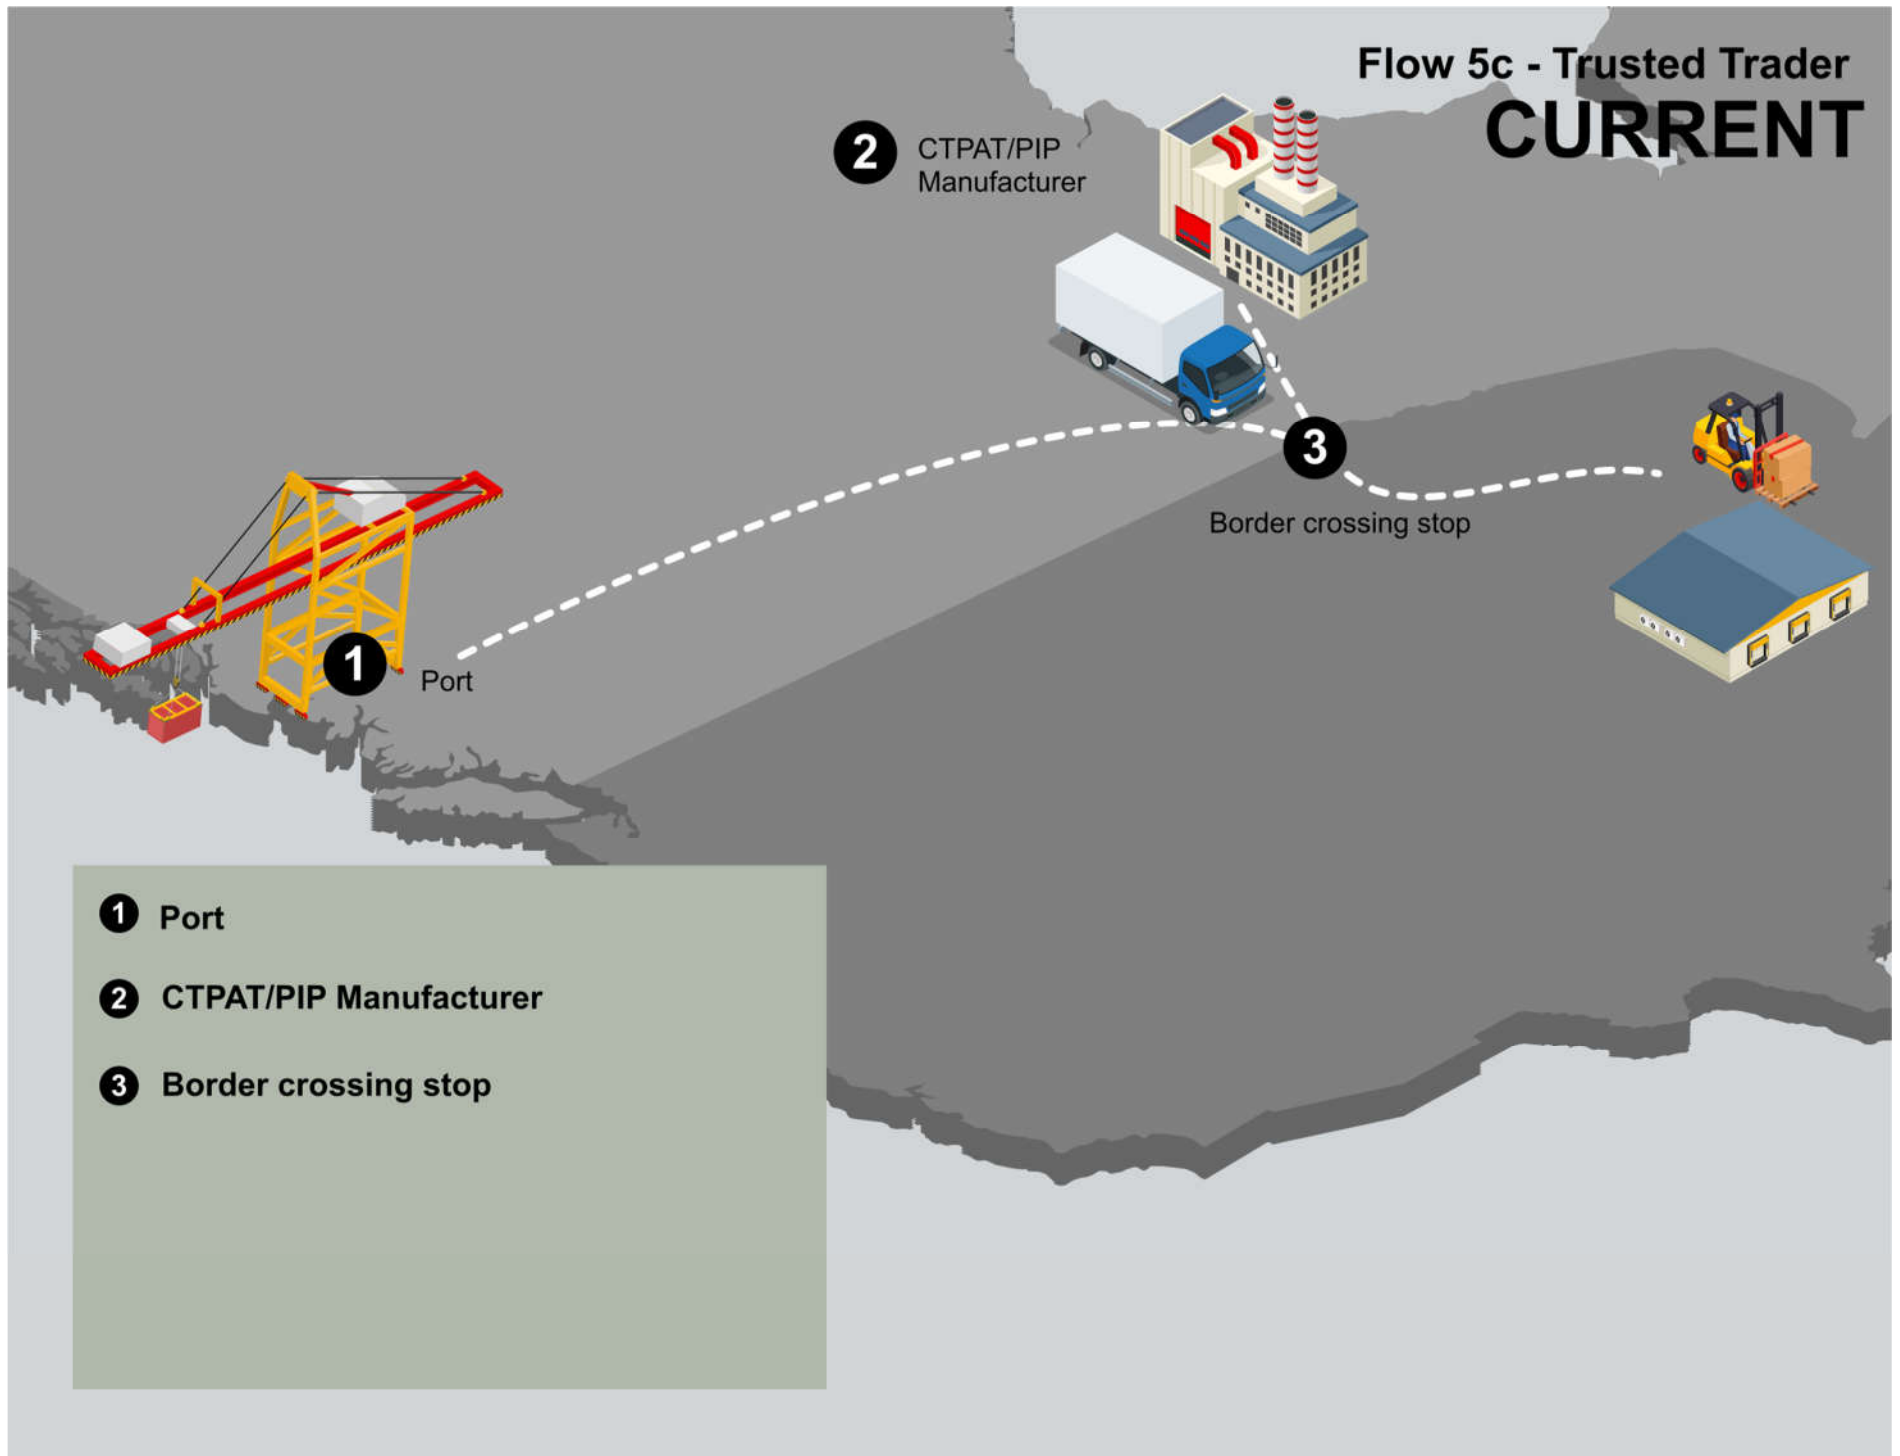 Flow 5c - Trusted Trader
CURRENT
2 CTPAT/PIP
Manufacturer
3
Border crossing stop
1 Port
1 Port
2 CTPAT/PIP Manufacturer
3 Border crossing stop